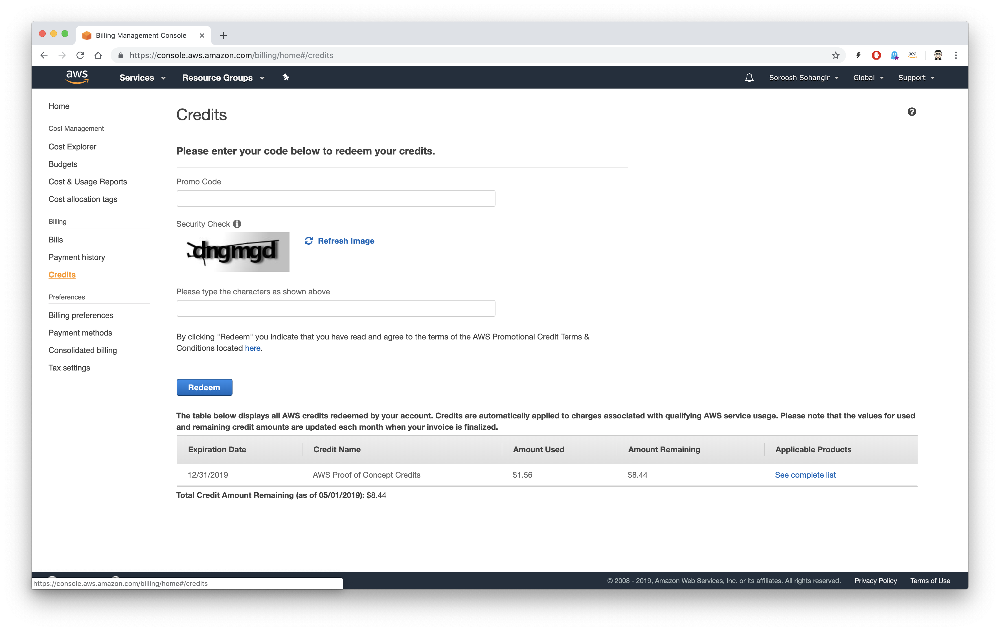 Billing Management Console
https://console.aws.amazon.com/billing/home#/credits
aea
aws
Services
Resource Groups
Soroosh Sohangir
Global
Support
Home
Cost Management
Cost Explorer
Budgets
Cost & Usage Reports
Cost allocation tags
Billing
Bills
Payment history
Credits
Preferences
Billing preferences
Payment methods
Consolidated billing
Tax settings
Credits
Please enter your code below to redeem your credits.
Promo Code
Security Check
dngmgd
Refresh Image
Please type the characters as shown above
By clicking "Redeem" you indicate that you have read and agree to the terms of the AWS Promotional Credit Terms &
Conditions located here.
Redeem
The table below displays all AWS credits redeemed by your account. Credits are automatically applied to charges associated with qualifying AWS service usage. Please note that the values for used
and remaining credit amounts are updated each month when your invoice is finalized.
Expiration Date Credit Name Amount Used Amount Remaining Applicable Products
12/31/2019 AWS Proof of Concept Credits $1.56 $8.44 See complete list
Total Credit Amount Remaining (as of 05/01/2019): $8.44
https://console.aws.amazon.com/billing/home#/credits
© 2008 - 2019, Amazon Web Services, Inc. or its affiliates. All rights reserved. Privacy Policy Terms of Use